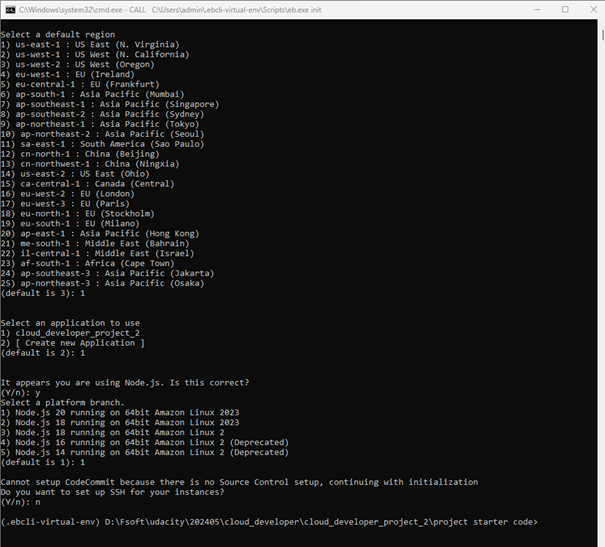 C:\Windows\system32\cmd.exe - CALL C:\Users\admin\.ebcli-virtual-env\Scripts\eb.exe init
Select a default region
1) us-east-1 : US East (N. Virginia)
2) us-west-1 : US West (N. California)
3) us-west-2 : US West (Oregon)
4) eu-west-1 : EU (Ireland)
5) eu-central-1 : EU (Frankfurt)
6) ap-south-1 : Asia Pacific (Mumbai)
7) ap-southeast-1 : Asia Pacific (Singapore)
8) ap-southeast-2 : Asia Pacific (Sydney)
9) ap-northeast-1 : Asia Pacific (Tokyo)
10) ap-northeast-2 : Asia Pacific (Seoul)
11) sa-east-1 : South America (Sao Paulo)
12) cn-north-1 : China (Beijing)
13) cn-northwest-1 : China (Ningxia)
14) us-east-2 : US East (Ohio)
15) ca-central-1 : Canada (Central)
16) eu-west-2 : EU (London)
17) eu-west-3 : EU (Paris)
18) eu-north-1 : EU (Stockholm)
19) eu-south-1 : EU (Milano)
20) ap-east-1 : Asia Pacific (Hong Kong)
21) me-south-1 : Middle East (Bahrain)
22) il-central-1 : Middle East (Israel)
23) af-south-1 : Africa (Cape Town)
24) ap-southeast-3 : Asia Pacific (Jakarta)
25) ap-northeast-3 : Asia Pacific (Osaka)
(default is 3): 1
Select an application to use
1) cloud_developer_project_2
2) [ Create new Application ]
(default is 2): 1
It appears you are using Node.js. Is this correct?
(Y/n): y
Select a platform branch.
1) Node.js 20 running on 64bit Amazon Linux 2023
2) Node.js 18 running on 64bit Amazon Linux 2023
3) Node.js 18 running on 64bit Amazon Linux 2
4) Node.js 16 running on 64bit Amazon Linux 2 (Deprecated)
5) Node.js 14 running on 64bit Amazon Linux 2 (Deprecated)
(default is 1): 1
Cannot setup CodeCommit because there is no Source Control setup, continuing with initialization
Do you want to set up SSH for your instances?
(Y/n): n
(.ebcli-virtual-env) D:\Fsoft\udacity\202405\cloud_developer\cloud_developer_project_2\project starter code>